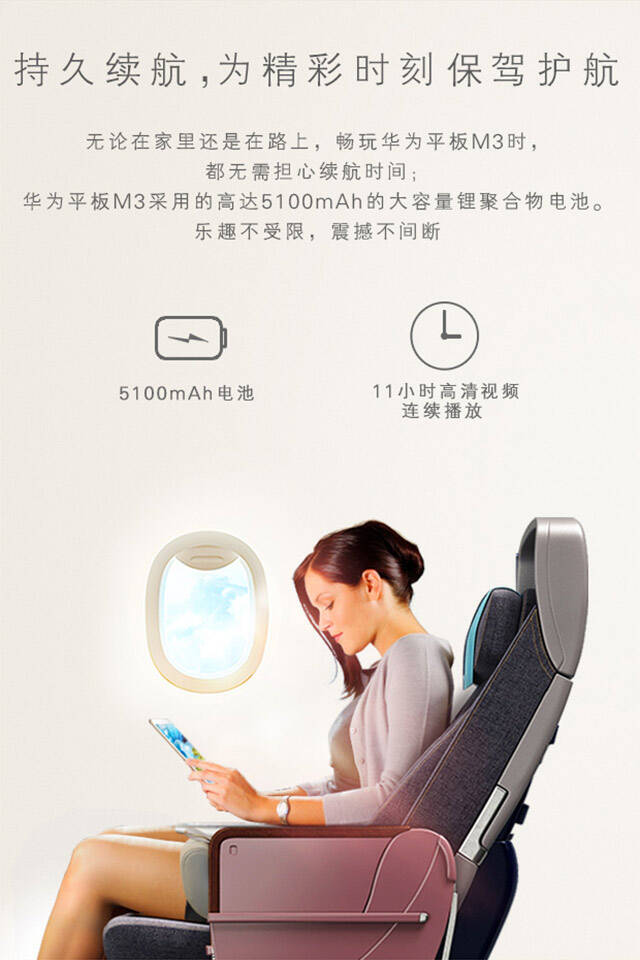 持久续航,为精彩时刻保驾护航
无论在家里还是在路上，畅玩华为平板M3时，
都无需担心续航时间；
华为平板M3采用的高达5100mAh的大容量锂聚合物电池。
乐趣不受限，震撼不间断
5100mAh电池
11小时高清视频
连续播放